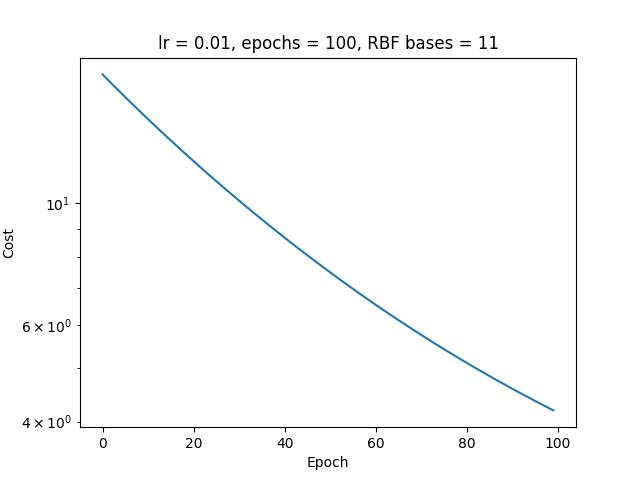 lr = 0.01, epochs = 100, RBF bases = 11
Cost
10¹
6 × 10⁰
4 × 10⁰
0 20 40 60 80 100
Epoch